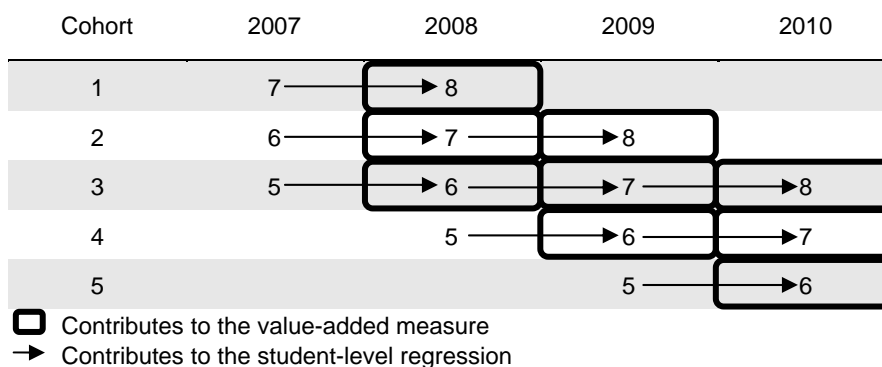 Cohort 2007 2008 2009 2010
1 7 8
2 6 7 8
3 5 6 7 8
4 5 6 7
5 5 6
Contributes to the value-added measure
Contributes to the student-level regression